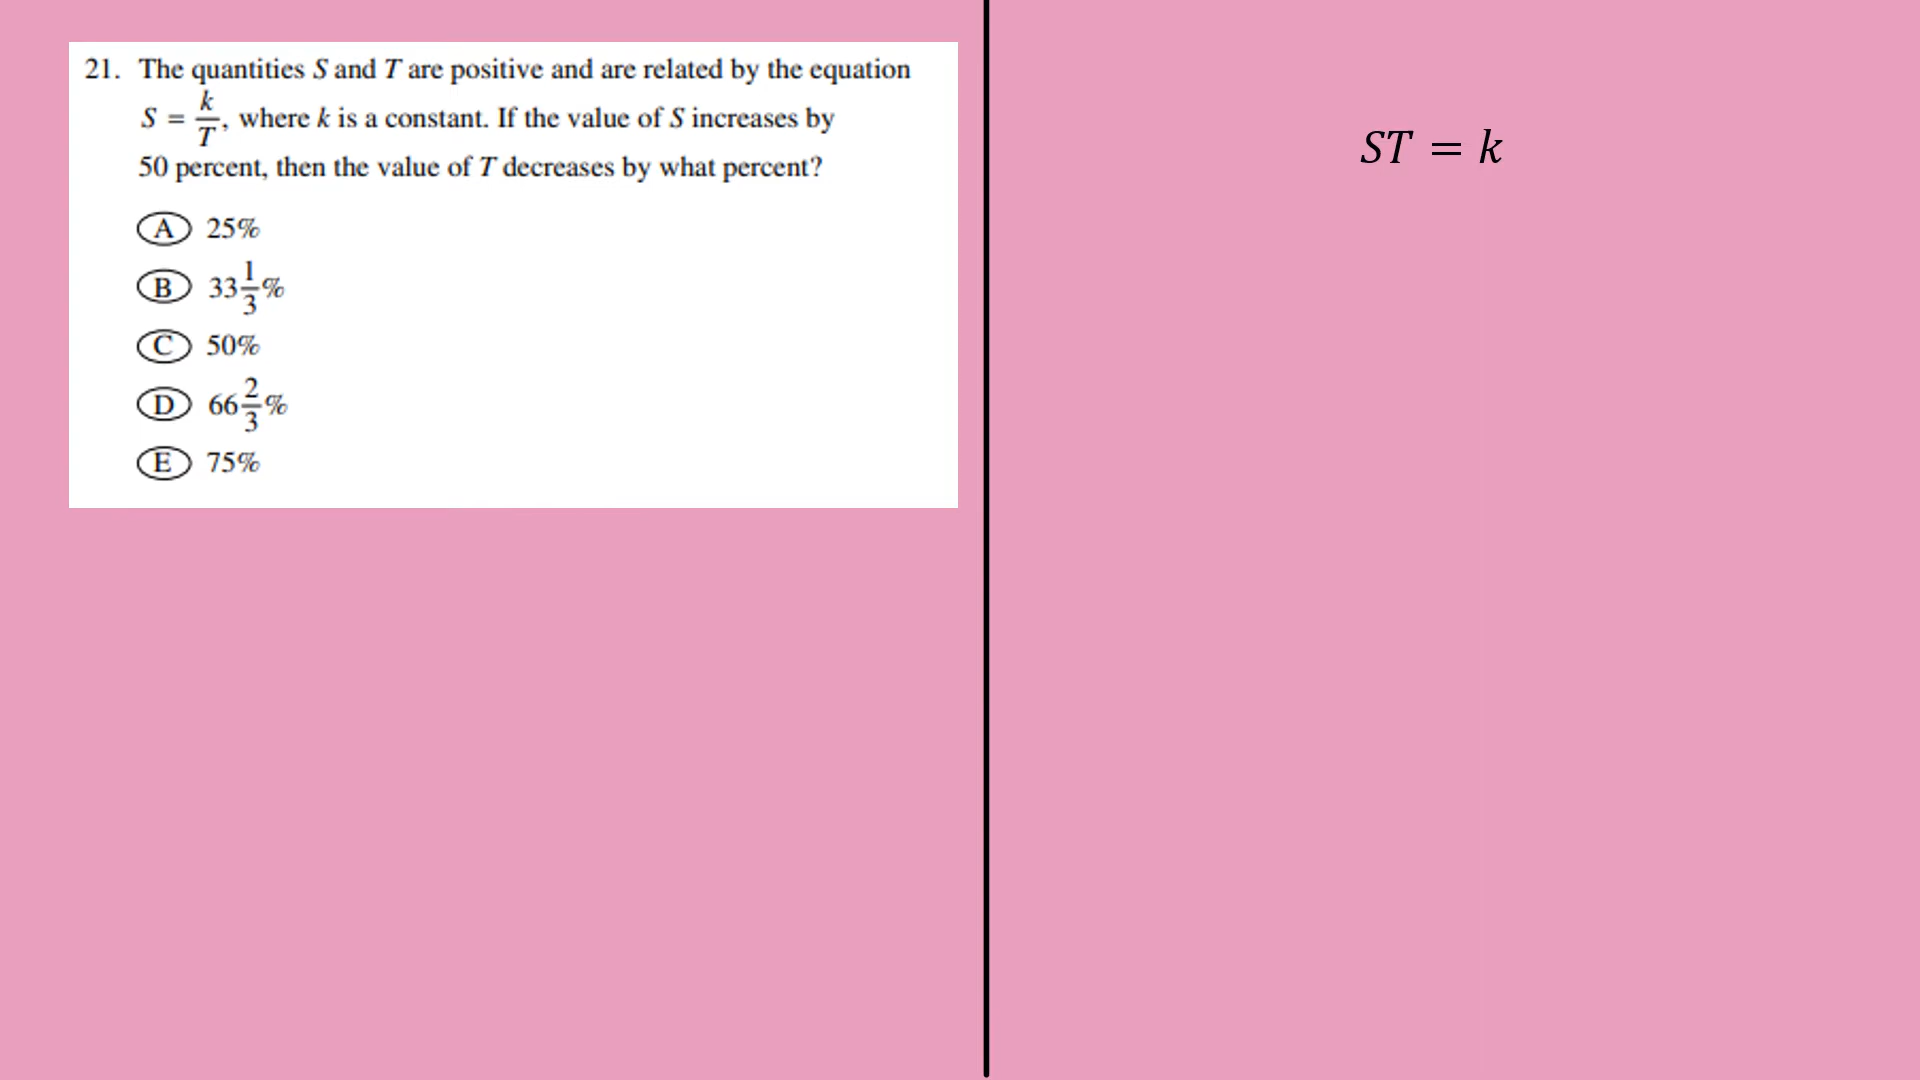 21. The quantities S and T are positive and are related by the equation
S = k/T, where k is a constant. If the value of S increases by
50 percent, then the value of T decreases by what percent?
A 25%
B 33 1/3%
C 50%
D 66 2/3%
E 75%
ST = k